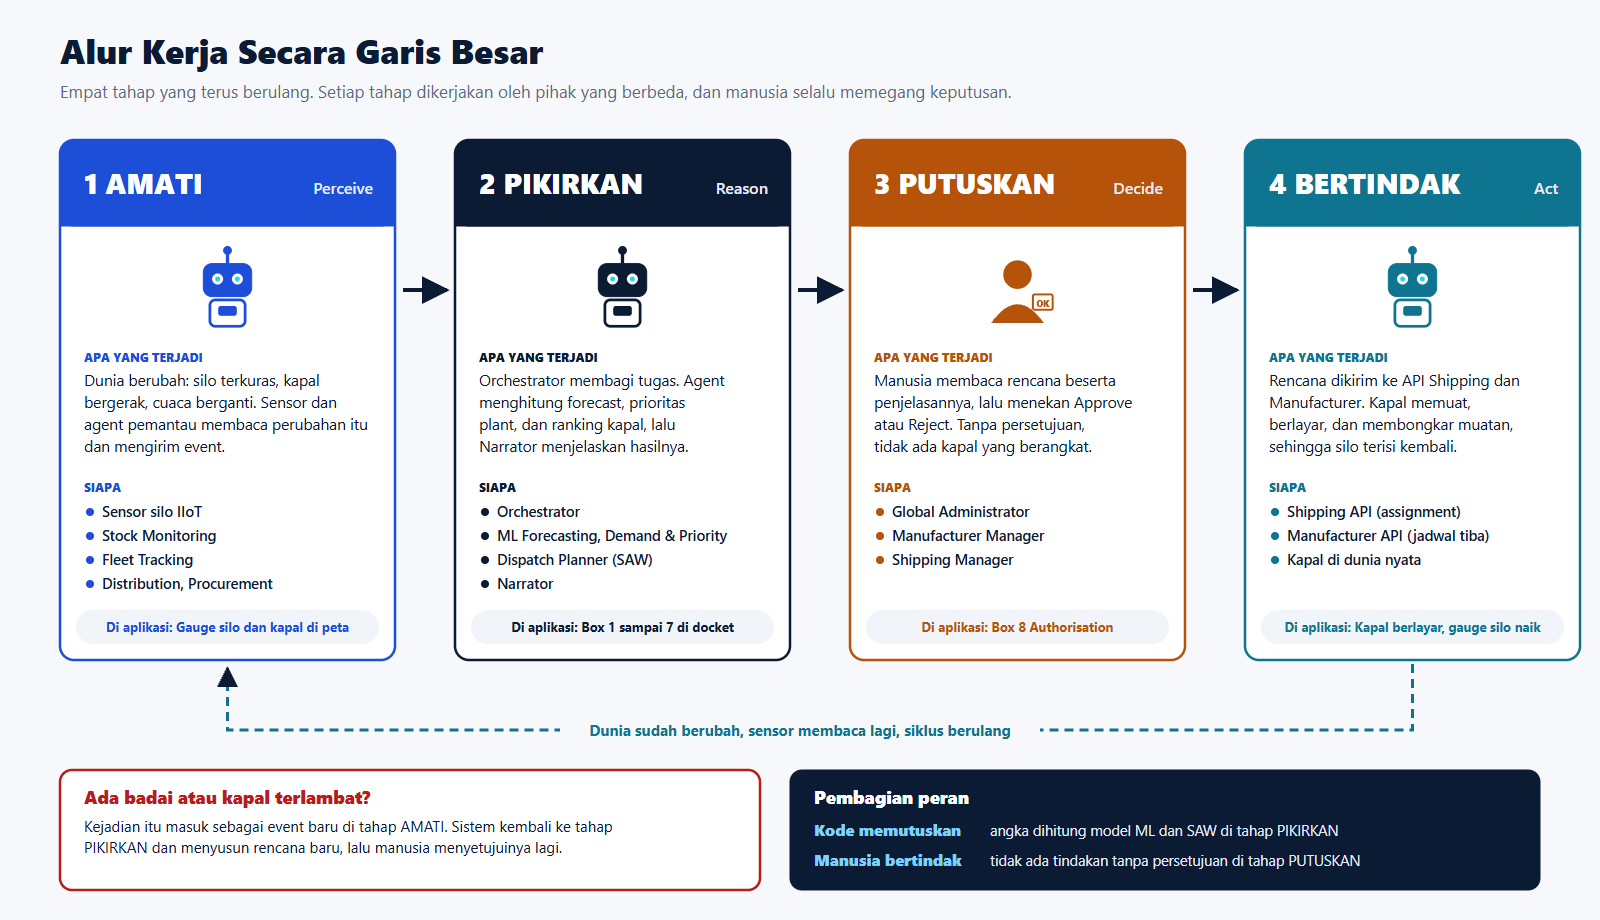 Alur Kerja Secara Garis Besar
Empat tahap yang terus berulang. Setiap tahap dikerjakan oleh pihak yang berbeda, dan manusia selalu memegang keputusan.
1 AMATI
Perceive
APA YANG TERJADI
Dunia berubah: silo terkuras, kapal
bergerak, cuaca berganti. Sensor dan
agent pemantau membaca perubahan itu
dan mengirim event.
SIAPA
Sensor silo IIoT
Stock Monitoring
Fleet Tracking
Distribution, Procurement
Di aplikasi: Gauge silo dan kapal di peta
2 PIKIRKAN
Reason
APA YANG TERJADI
Orchestrator membagi tugas. Agent
menghitung forecast, prioritas
plant, dan ranking kapal, lalu
Narrator menjelaskan hasilnya.
SIAPA
Orchestrator
ML Forecasting, Demand & Priority
Dispatch Planner (SAW)
Narrator
Di aplikasi: Box 1 sampai 7 di docket
3 PUTUSKAN
Decide
OK
APA YANG TERJADI
Manusia membaca rencana beserta
penjelasannya, lalu menekan Approve
atau Reject. Tanpa persetujuan,
tidak ada kapal yang berangkat.
SIAPA
Global Administrator
Manufacturer Manager
Shipping Manager
Di aplikasi: Box 8 Authorisation
4 BERTINDAK
Act
APA YANG TERJADI
Rencana dikirim ke API Shipping dan
Manufacturer. Kapal memuat,
berlayar, dan membongkar muatan,
sehingga silo terisi kembali.
SIAPA
Shipping API (assignment)
Manufacturer API (jadwal tiba)
Kapal di dunia nyata
Di aplikasi: Kapal berlayar, gauge silo naik
Dunia sudah berubah, sensor membaca lagi, siklus berulang
Ada badai atau kapal terlambat?
Kejadian itu masuk sebagai event baru di tahap AMATI. Sistem kembali ke tahap
PIKIRKAN dan menyusun rencana baru, lalu manusia menyetujuinya lagi.
Pembagian peran
Kode memutuskan angka dihitung model ML dan SAW di tahap PIKIRKAN
Manusia bertindak tidak ada tindakan tanpa persetujuan di tahap PUTUSKAN